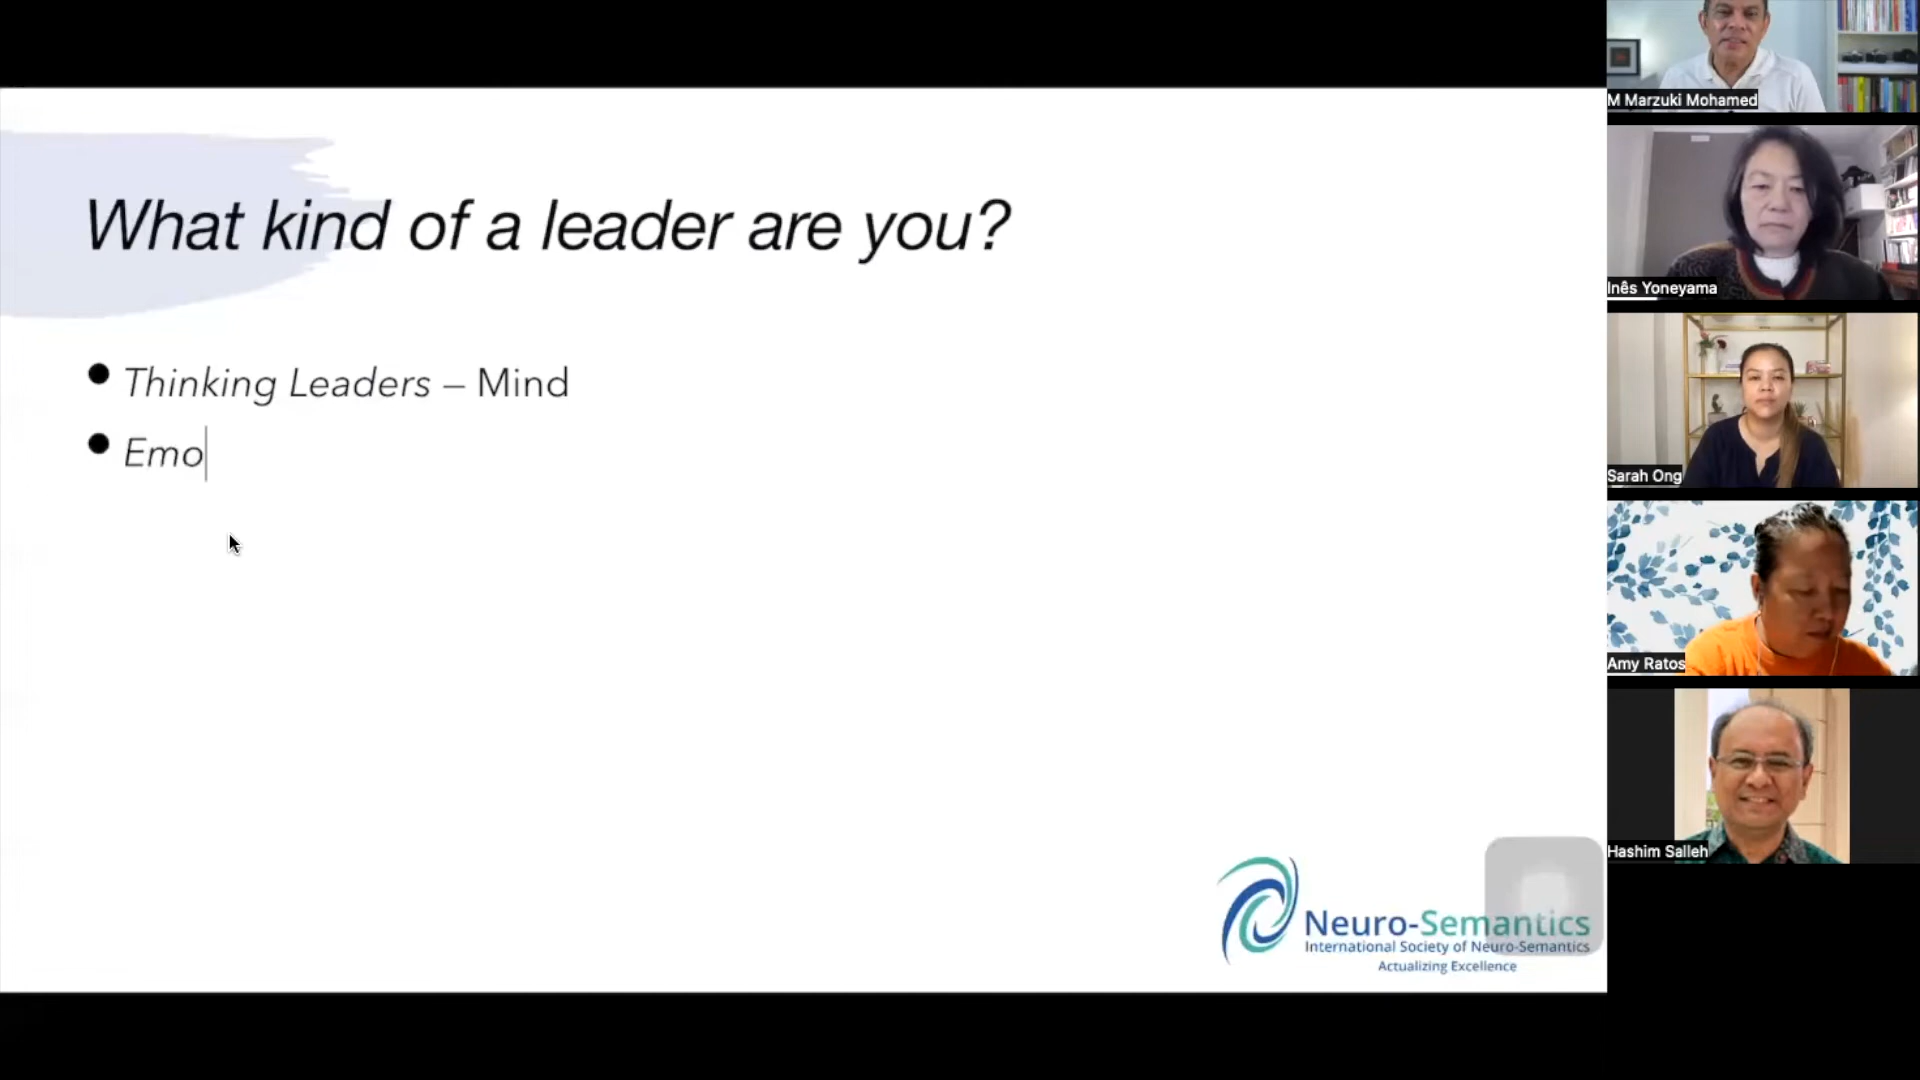 What kind of a leader are you?
Thinking Leaders – Mind
Emo
Neuro-Semantics
International Society of Neuro-Semantics
Actualizing Excellence
M Marzuki Mohamed
Inês Yoneyama
Sarah Ong
Amy Ratos
Hashim Salleh